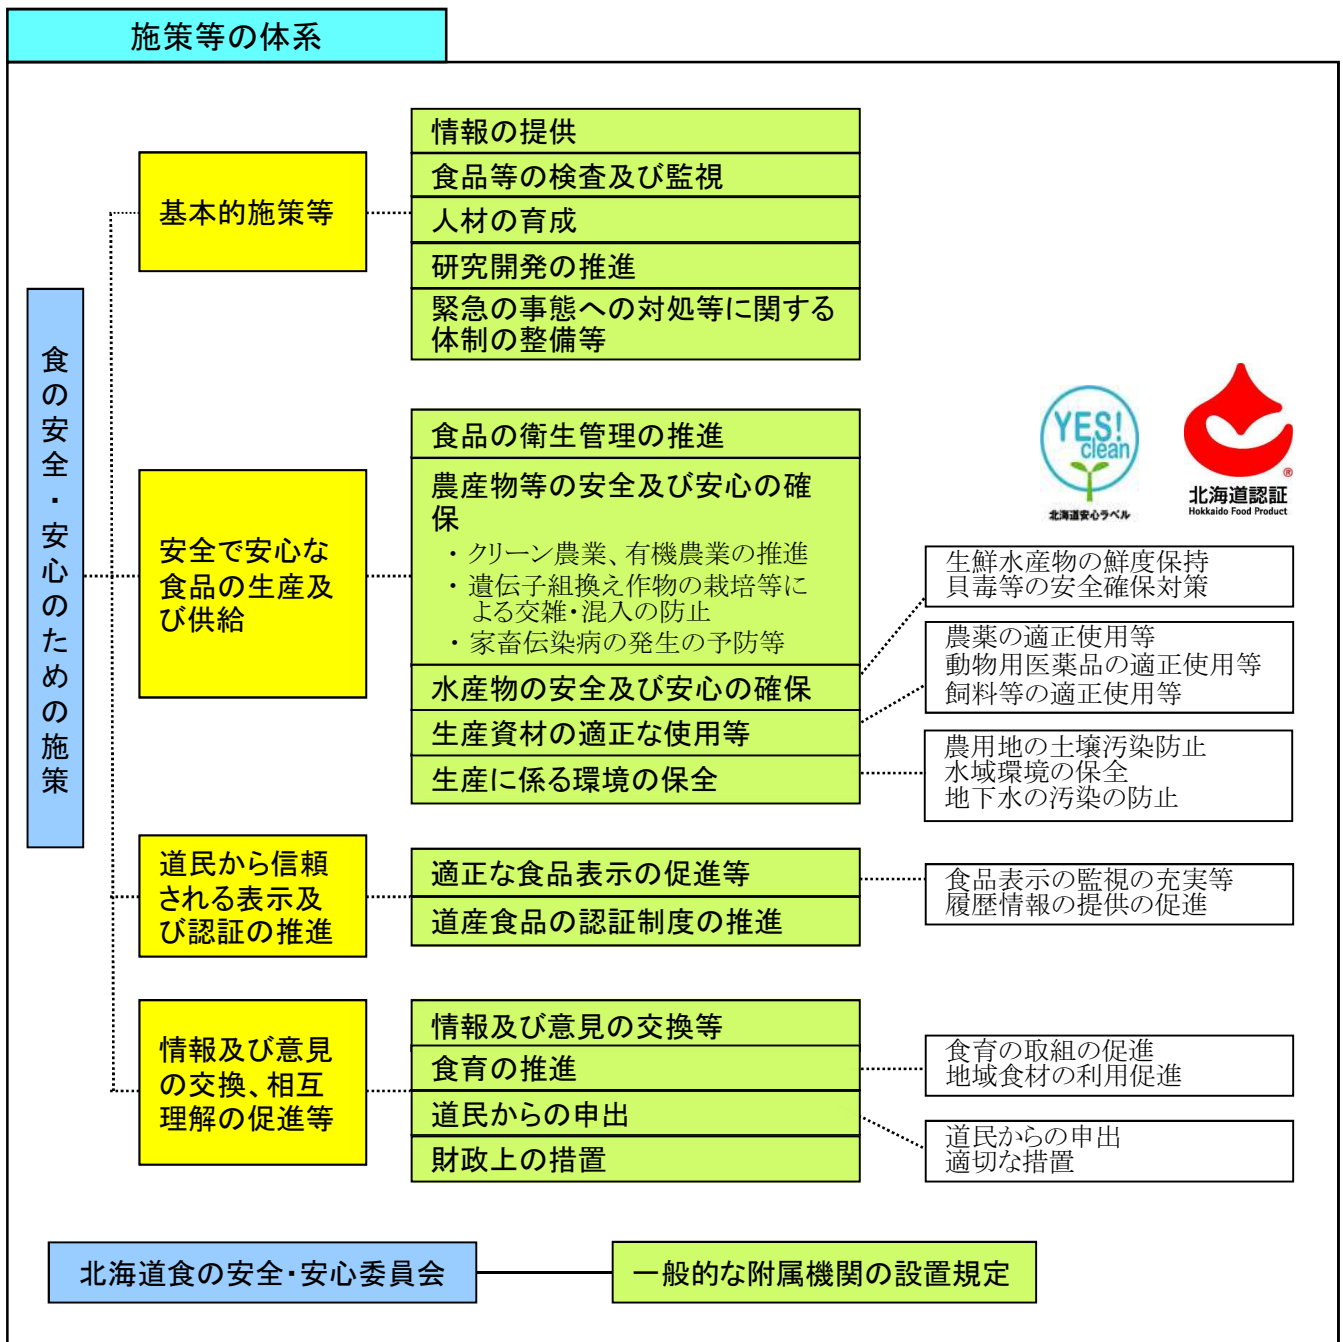 施策等の体系
食の安全・安心のための施策
基本的施策等
情報の提供
食品等の検査及び監視
人材の育成
研究開発の推進
緊急の事態への対処等に関する
体制の整備等
安全で安心な
食品の生産及
び供給
食品の衛生管理の推進
農産物等の安全及び安心の確
保
・クリーン農業、有機農業の推進
・遺伝子組換え作物の栽培等に
よる交雑・混入の防止
・家畜伝染病の発生の予防等
水産物の安全及び安心の確保
生産資材の適正な使用等
生産に係る環境の保全
YES!
clean
北海道安心ラベル
®
北海道認証
Hokkaido Food Product
生鮮水産物の鮮度保持
貝毒等の安全確保対策
農薬の適正使用等
動物用医薬品の適正使用等
飼料等の適正使用等
農用地の土壌汚染防止
水域環境の保全
地下水の汚染の防止
道民から信頼
される表示及
び認証の推進
適正な食品表示の促進等
道産食品の認証制度の推進
食品表示の監視の充実等
履歴情報の提供の促進
情報及び意見
の交換、相互
理解の促進等
情報及び意見の交換等
食育の推進
道民からの申出
財政上の措置
食育の取組の促進
地域食材の利用促進
道民からの申出
適切な措置
北海道食の安全・安心委員会
一般的な附属機関の設置規定